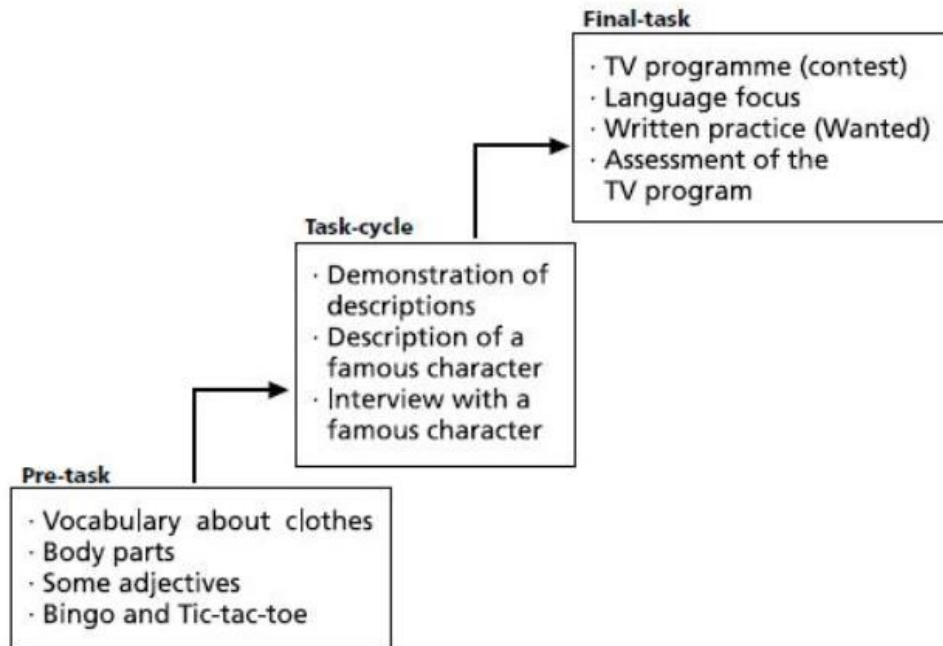 Final-task
· TV programme (contest)
· Language focus
· Written practice (Wanted)
· Assessment of the
TV program
Task-cycle
· Demonstration of
descriptions
· Description of a
famous character
· Interview with a
famous character
Pre-task
· Vocabulary about clothes
· Body parts
· Some adjectives
· Bingo and Tic-tac-toe